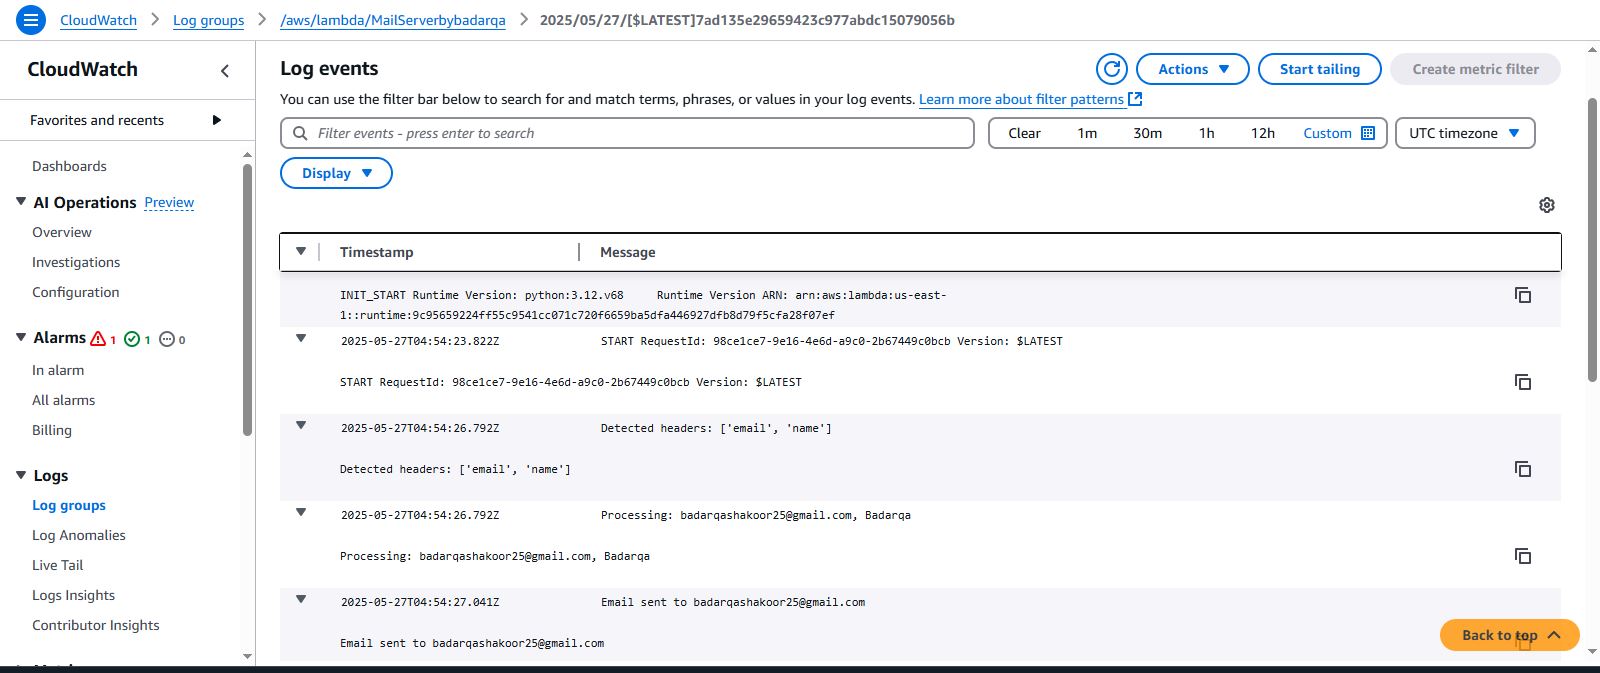 CloudWatch > Log groups > /aws/lambda/MailServerbybadarqa > 2025/05/27/[$LATEST]7ad135e29659423c977abdc15079056b
CloudWatch
Favorites and recents
Dashboards
AI Operations Preview
Overview
Investigations
Configuration
Alarms 1 1 0
In alarm
All alarms
Billing
Logs
Log groups
Log Anomalies
Live Tail
Logs Insights
Contributor Insights
Log events
Actions
Start tailing
Create metric filter
You can use the filter bar below to search for and match terms, phrases, or values in your log events. Learn more about filter patterns
Filter events - press enter to search
Clear 1m 30m 1h 12h Custom
UTC timezone
Display
Timestamp Message
INIT_START Runtime Version: python:3.12.v68 Runtime Version ARN: arn:aws:lambda:us-east-
1::runtime:9c95659224ff55c9541cc071c720f6659ba5dfa446927dfb8d79f5cfa28f07ef
2025-05-27T04:54:23.822Z START RequestId: 98ce1ce7-9e16-4e6d-a9c0-2b67449c0bcb Version: $LATEST
START RequestId: 98ce1ce7-9e16-4e6d-a9c0-2b67449c0bcb Version: $LATEST
2025-05-27T04:54:26.792Z Detected headers: ['email', 'name']
Detected headers: ['email', 'name']
2025-05-27T04:54:26.792Z Processing: badarqashakoor25@gmail.com, Badarqa
Processing: badarqashakoor25@gmail.com, Badarqa
2025-05-27T04:54:27.041Z Email sent to badarqashakoor25@gmail.com
Email sent to badarqashakoor25@gmail.com
Back to top